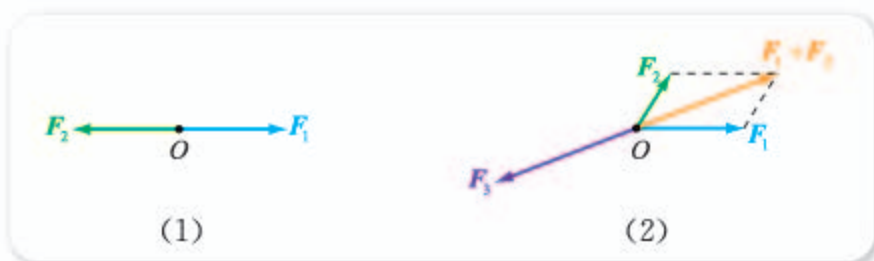 F₂ O F₁
F₁ + F₂
F₂
O F₁
F₃
(1) (2)